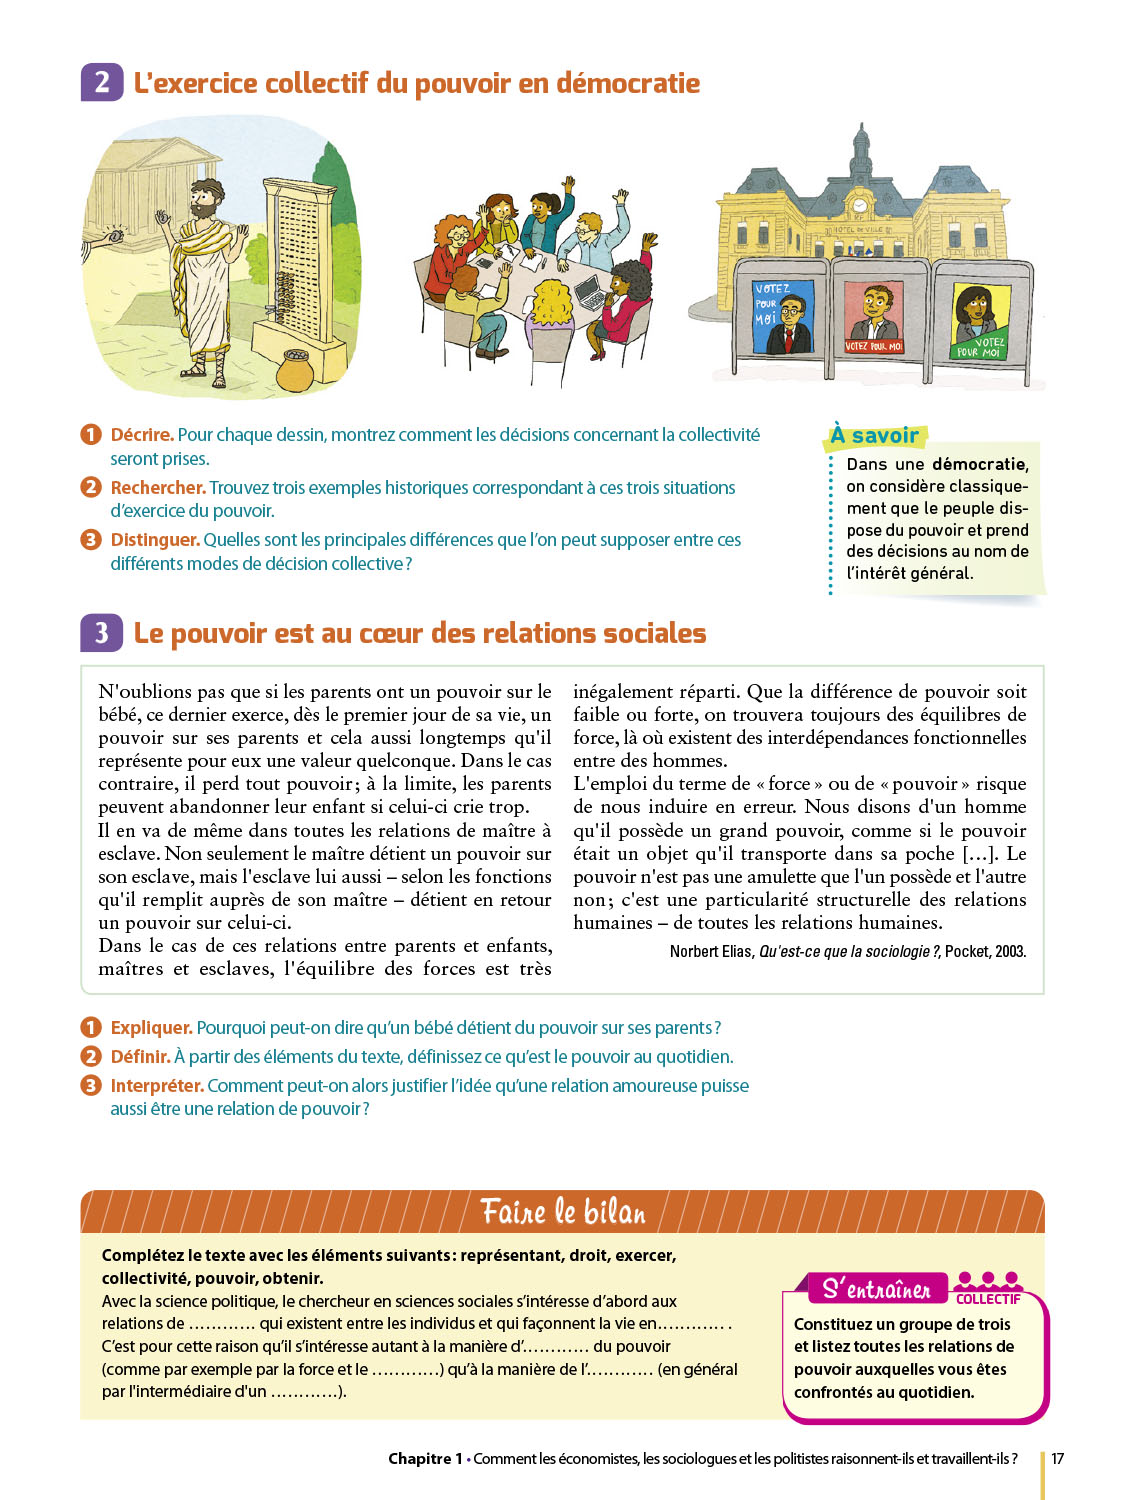 2 L'exercice collectif du pouvoir en démocratie
HOTEL DE VILLE
VOTEZ
POUR
MOi
VOTEZ POUR MOi
VOTEZ
POUR MOi
1 Décrire. Pour chaque dessin, montrez comment les décisions concernant la collectivité
seront prises.
2 Rechercher. Trouvez trois exemples historiques correspondant à ces trois situations
d'exercice du pouvoir.
3 Distinguer. Quelles sont les principales différences que l'on peut supposer entre ces
différents modes de décision collective ?
À savoir
Dans une démocratie,
on considère classique-
ment que le peuple dis-
pose du pouvoir et prend
des décisions au nom de
l'intérêt général.
3 Le pouvoir est au cœur des relations sociales
N'oublions pas que si les parents ont un pouvoir sur le
bébé, ce dernier exerce, dès le premier jour de sa vie, un
pouvoir sur ses parents et cela aussi longtemps qu'il
représente pour eux une valeur quelconque. Dans le cas
contraire, il perd tout pouvoir ; à la limite, les parents
peuvent abandonner leur enfant si celui-ci crie trop.
Il en va de même dans toutes les relations de maître à
esclave. Non seulement le maître détient un pouvoir sur
son esclave, mais l'esclave lui aussi – selon les fonctions
qu'il remplit auprès de son maître – détient en retour
un pouvoir sur celui-ci.
Dans le cas de ces relations entre parents et enfants,
maîtres et esclaves, l'équilibre des forces est très
inégalement réparti. Que la différence de pouvoir soit
faible ou forte, on trouvera toujours des équilibres de
force, là où existent des interdépendances fonctionnelles
entre des hommes.
L'emploi du terme de « force » ou de « pouvoir » risque
de nous induire en erreur. Nous disons d'un homme
qu'il possède un grand pouvoir, comme si le pouvoir
était un objet qu'il transporte dans sa poche […]. Le
pouvoir n'est pas une amulette que l'un possède et l'autre
non ; c'est une particularité structurelle des relations
humaines – de toutes les relations humaines.
Norbert Elias, Qu'est-ce que la sociologie ?, Pocket, 2003.
1 Expliquer. Pourquoi peut-on dire qu'un bébé détient du pouvoir sur ses parents ?
2 Définir. À partir des éléments du texte, définissez ce qu'est le pouvoir au quotidien.
3 Interpréter. Comment peut-on alors justifier l'idée qu'une relation amoureuse puisse
aussi être une relation de pouvoir ?
Faire le bilan
Complétez le texte avec les éléments suivants : représentant, droit, exercer,
collectivité, pouvoir, obtenir.
Avec la science politique, le chercheur en sciences sociales s'intéresse d'abord aux
relations de ………… qui existent entre les individus et qui façonnent la vie en………… .
C'est pour cette raison qu'il s'intéresse autant à la manière d'………… du pouvoir
(comme par exemple par la force et le …………) qu'à la manière de l'………… (en général
par l'intermédiaire d'un …………).
S'entraîner
COLLECTIF
Constituez un groupe de trois
et listez toutes les relations de
pouvoir auxquelles vous êtes
confrontés au quotidien.
Chapitre 1 • Comment les économistes, les sociologues et les politistes raisonnent-ils et travaillent-ils ? 17